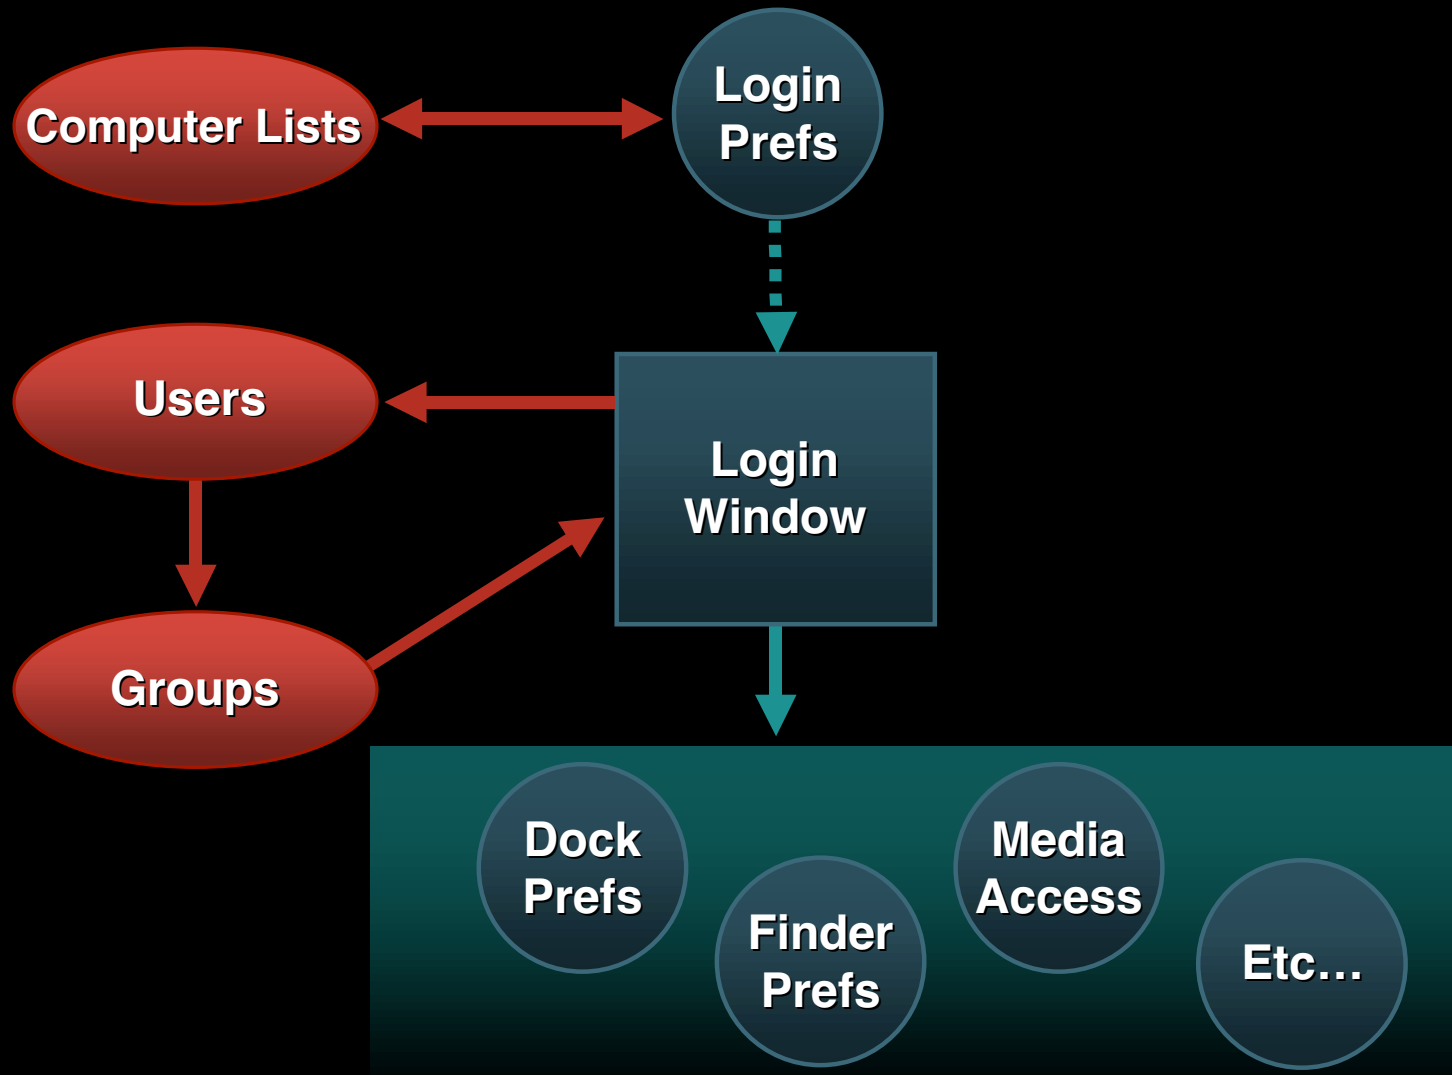 Computer Lists
Login
Prefs
Users
Login
Window
Groups
Dock
Prefs
Finder
Prefs
Media
Access
Etc…